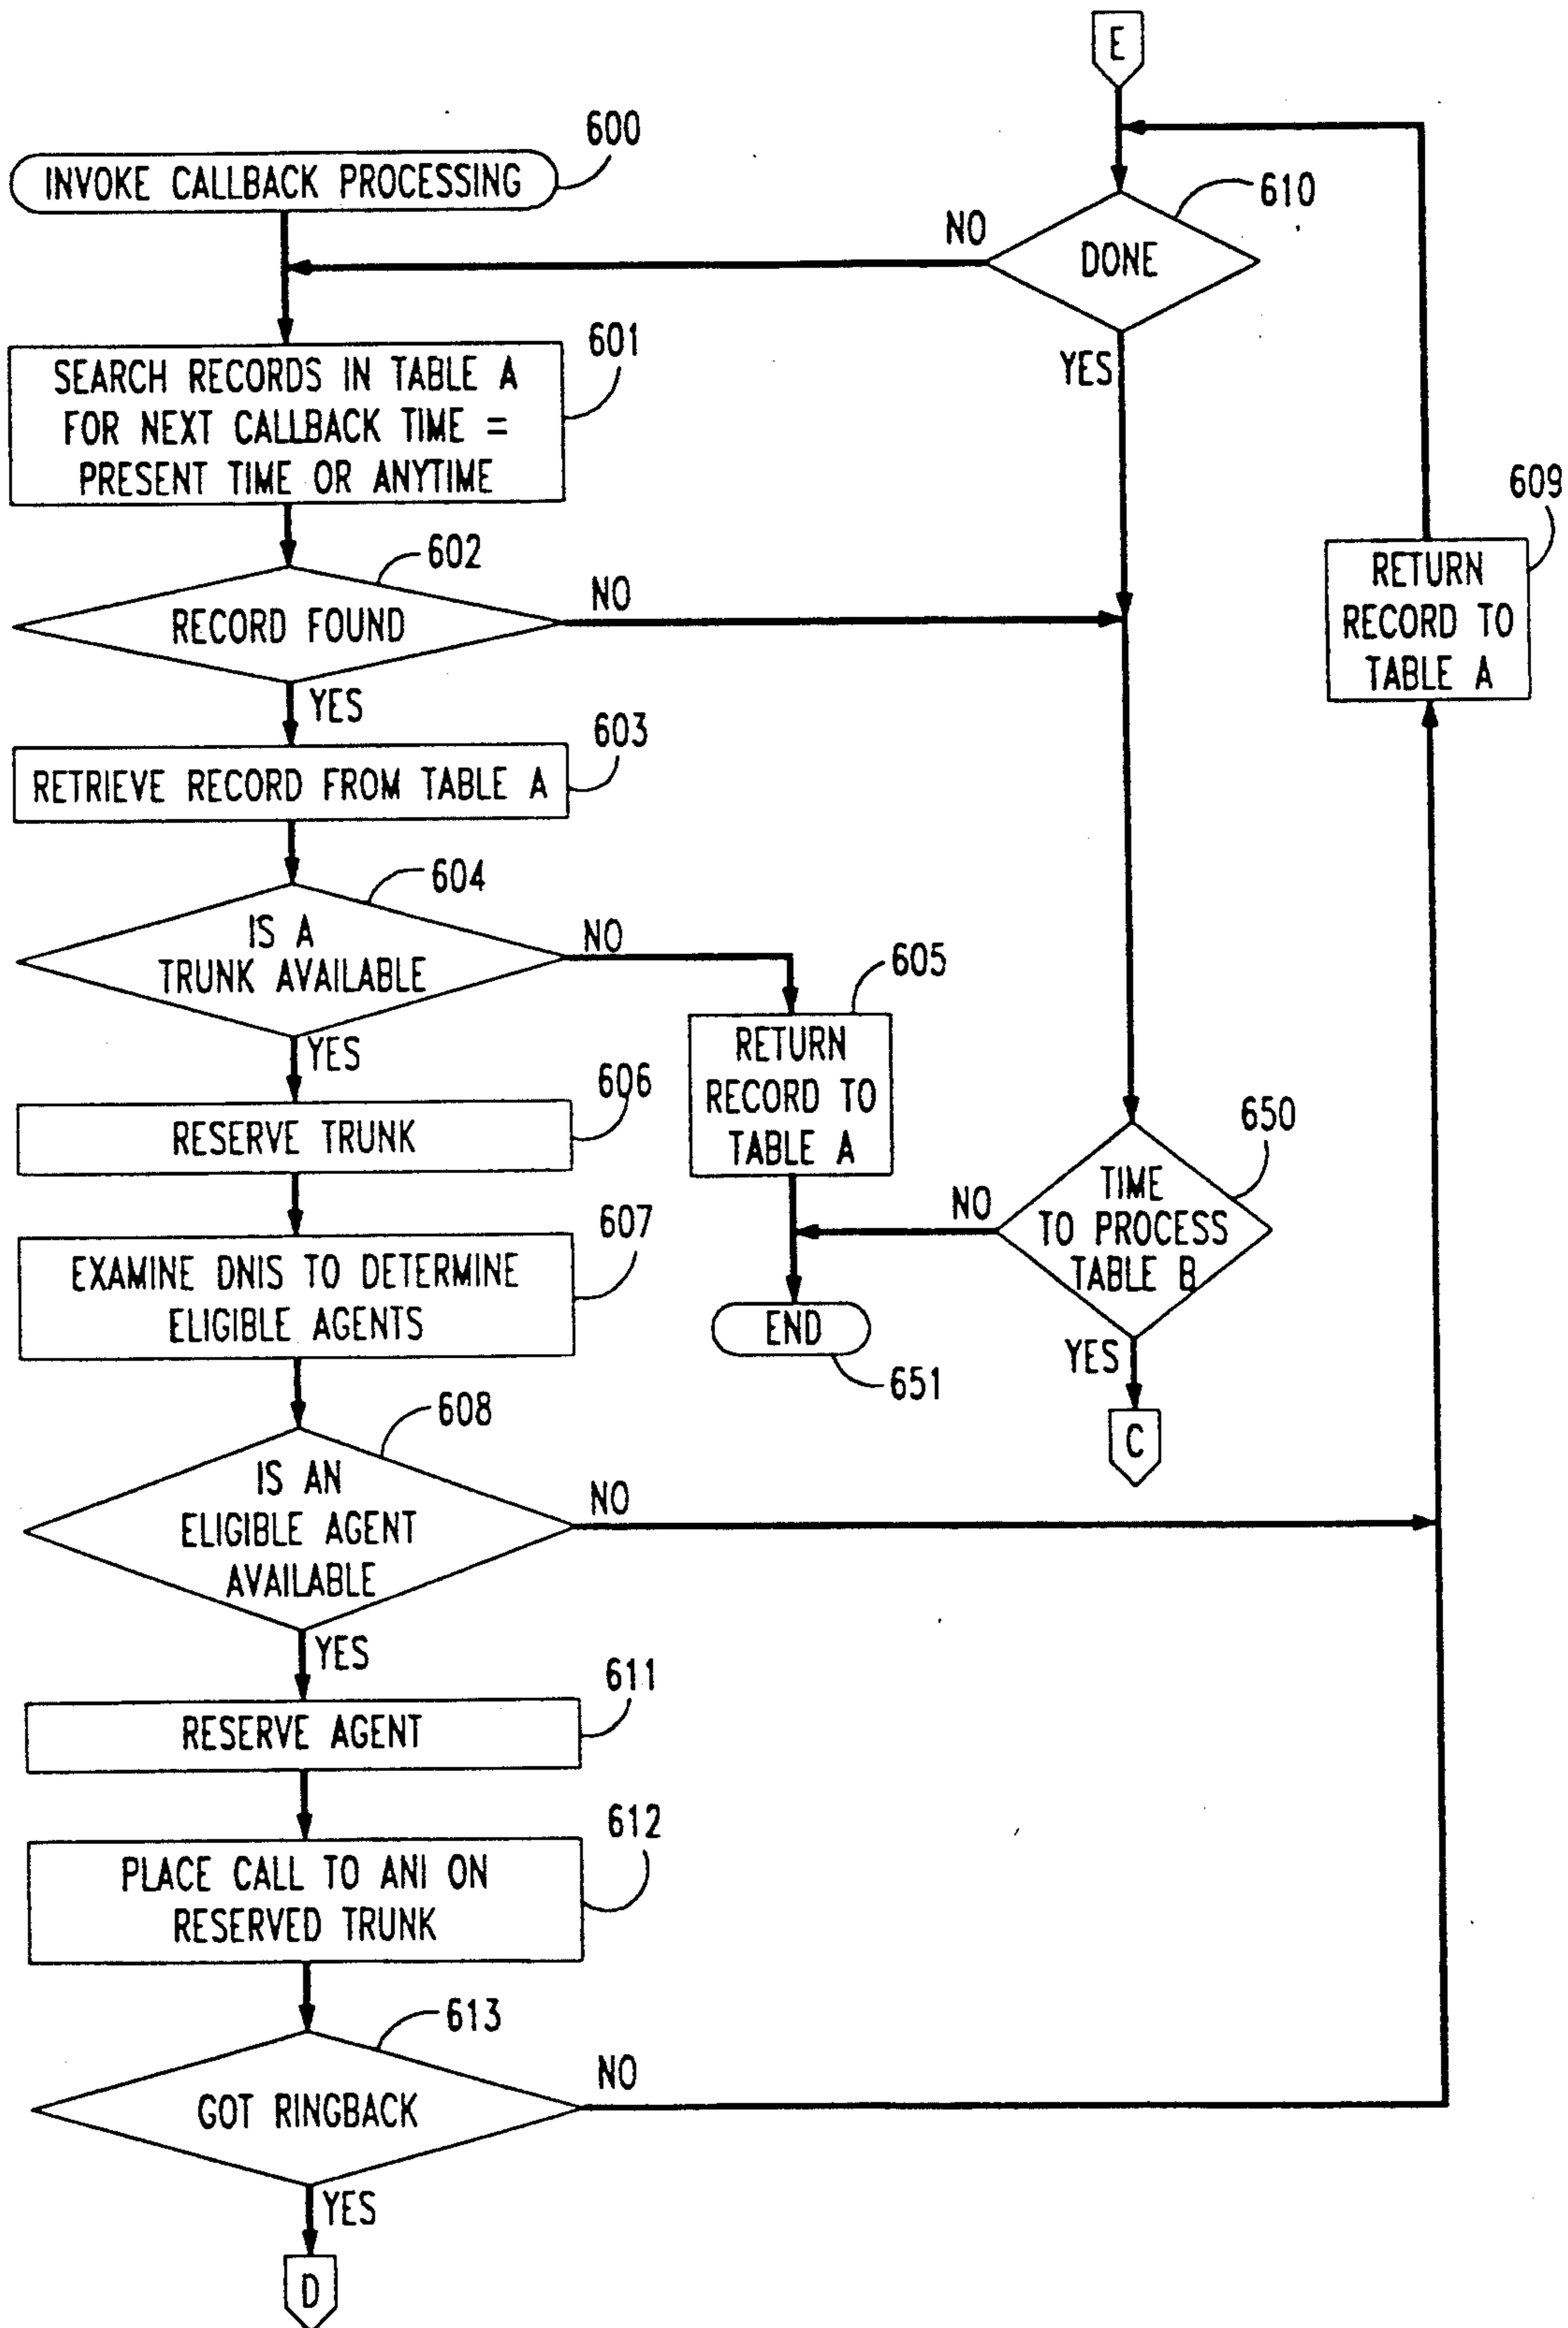 E
600
INVOKE CALLBACK PROCESSING
610
NO
DONE
YES
601
SEARCH RECORDS IN TABLE A
FOR NEXT CALLBACK TIME =
PRESENT TIME OR ANYTIME
609
RETURN
RECORD TO
TABLE A
602
RECORD FOUND
NO
YES
603
RETRIEVE RECORD FROM TABLE A
604
IS A
TRUNK AVAILABLE
NO
YES
605
RETURN
RECORD TO
TABLE A
606
RESERVE TRUNK
650
TIME
TO PROCESS
TABLE B
NO
YES
607
EXAMINE DNIS TO DETERMINE
ELIGIBLE AGENTS
END
651
C
608
IS AN
ELIGIBLE AGENT
AVAILABLE
NO
YES
611
RESERVE AGENT
612
PLACE CALL TO ANI ON
RESERVED TRUNK
613
GOT RINGBACK
NO
YES
D